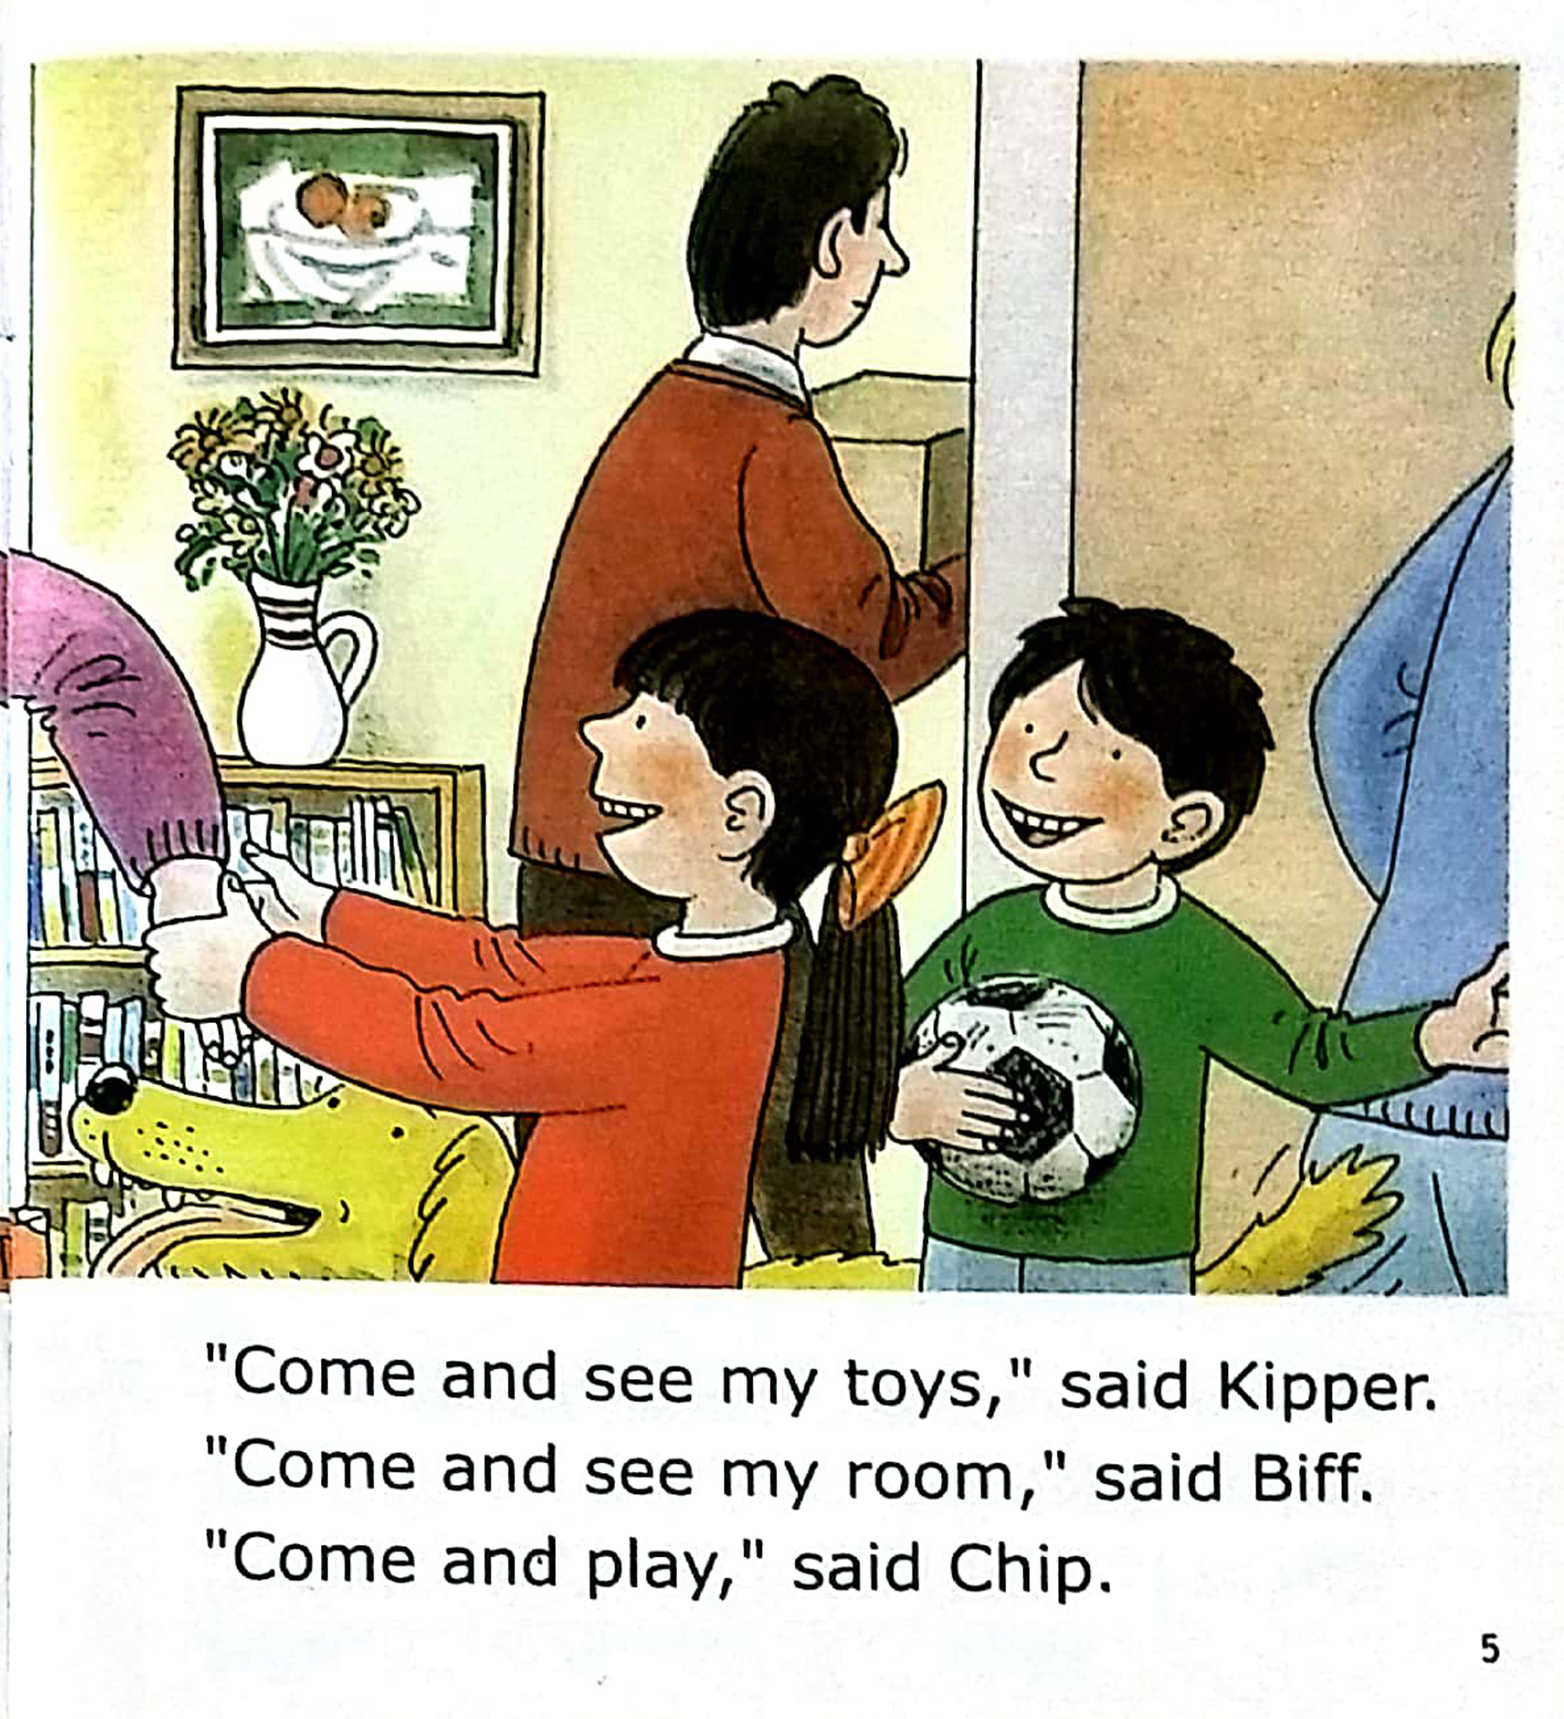 "Come and see my toys," said Kipper.
"Come and see my room," said Biff.
"Come and play," said Chip.
5